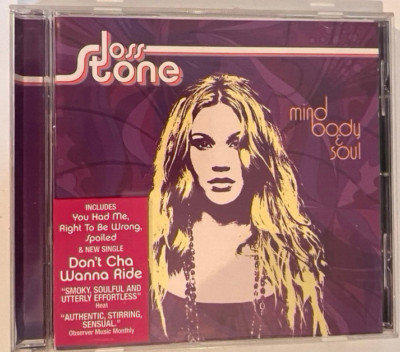 Joss
Stone
mind
body
& soul
INCLUDES
You Had Me,
Right To Be Wrong,
Spoiled
& NEW SINGLE
Don't Cha
Wanna Ride
"SMOKY, SOULFUL AND
UTTERLY EFFORTLESS"
Heat
"AUTHENTIC, STIRRING,
SENSUAL."
Observer Music Monthly